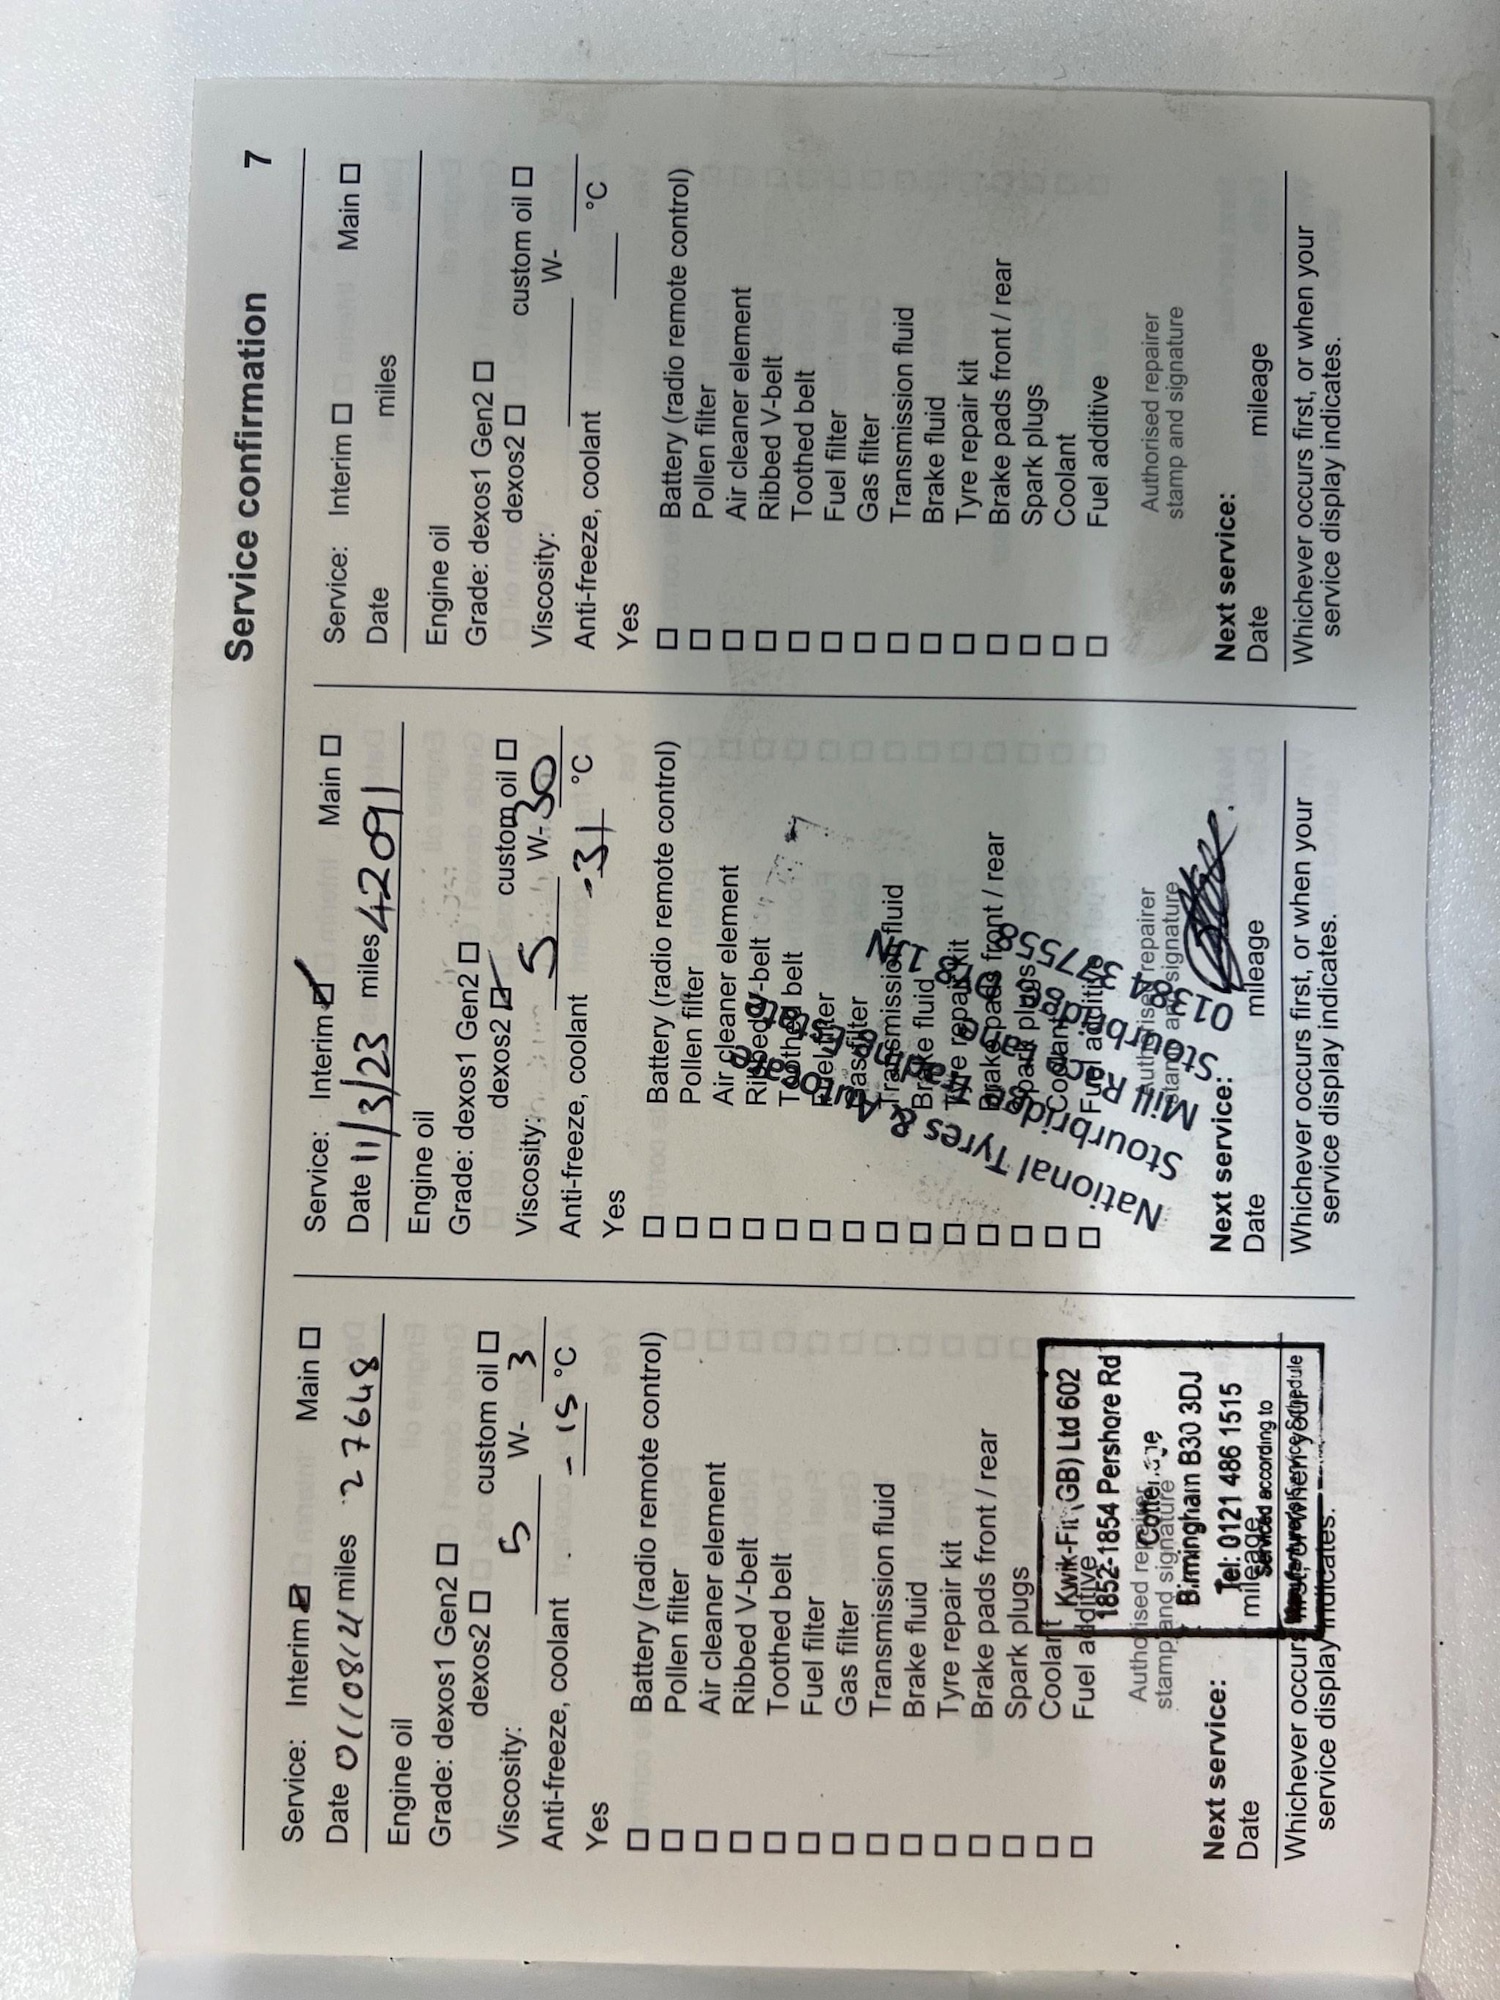 Service confirmation 7
Service: Interim ☑ Main ☐
Date 01/08/21 miles 27648
Engine oil
Grade: dexos1 Gen2 ☐
dexos2 ☐ custom oil ☐
Viscosity: 5 W- 3
Anti-freeze, coolant -15 °C
Yes
☐ Battery (radio remote control)
☐ Pollen filter
☐ Air cleaner element
☐ Ribbed V-belt
☐ Toothed belt
☐ Fuel filter
☐ Gas filter
☐ Transmission fluid
☐ Brake fluid
☐ Tyre repair kit
☐ Brake pads front / rear
☐ Spark plugs
☐ Coolant
☐ Fuel additive
Kwik-Fit (GB) Ltd 602
1852-1854 Pershore Rd
Birmingham B30 3DJ
Tel: 0121 486 1515
Serviced according to
Schedule
Authorised repairer
stamp and signature
Next service:
Date mileage
Whichever occurs first, or when your
service display indicates.
Service: Interim ☑ Main ☐
Date 11/3/23 miles 42091
Engine oil
Grade: dexos1 Gen2 ☐
dexos2 ☑ custom oil ☐
Viscosity: 5 W- 30
Anti-freeze, coolant -31 °C
Yes
☐ Battery (radio remote control)
☐ Pollen filter
☐ Air cleaner element
☐ Ribbed V-belt
☐ Toothed belt
☐ Fuel filter
☐ Gas filter
☐ Transmission fluid
☐ Brake fluid
☐ Tyre repair kit
☐ Brake pads front / rear
☐ Spark plugs
☐ Coolant
☐ Fuel additive
National Tyres & Autocare
Stourbridge Trading Estate
Mill Race Lane
Stourbridge DY8 1JN
01384 377558
Authorised repairer
stamp and signature
Next service:
Date mileage
Whichever occurs first, or when your
service display indicates.
Service: Interim ☐ Main ☐
Date miles
Engine oil
Grade: dexos1 Gen2 ☐
dexos2 ☐ custom oil ☐
Viscosity: W-
Anti-freeze, coolant °C
Yes
☐ Battery (radio remote control)
☐ Pollen filter
☐ Air cleaner element
☐ Ribbed V-belt
☐ Toothed belt
☐ Fuel filter
☐ Gas filter
☐ Transmission fluid
☐ Brake fluid
☐ Tyre repair kit
☐ Brake pads front / rear
☐ Spark plugs
☐ Coolant
☐ Fuel additive
Authorised repairer
stamp and signature
Next service:
Date mileage
Whichever occurs first, or when your
service display indicates.